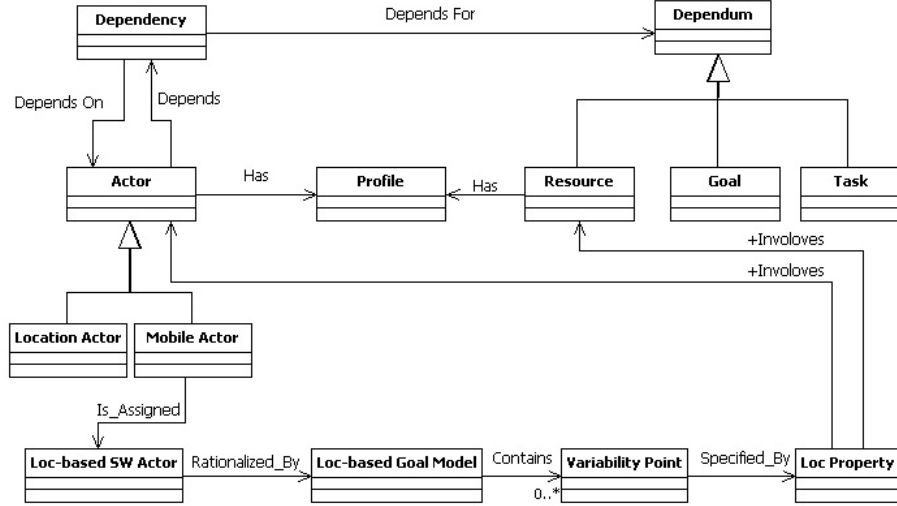 Dependency
Depends For
Dependum
Depends On
Depends
Actor
Has
Profile
Has
Resource
Goal
Task
+Involoves
+Involoves
Location Actor
Mobile Actor
Is_Assigned
Loc-based SW Actor
Rationalized_By
Loc-based Goal Model
Contains
0..*
Variability Point
Specified_By
Loc Property